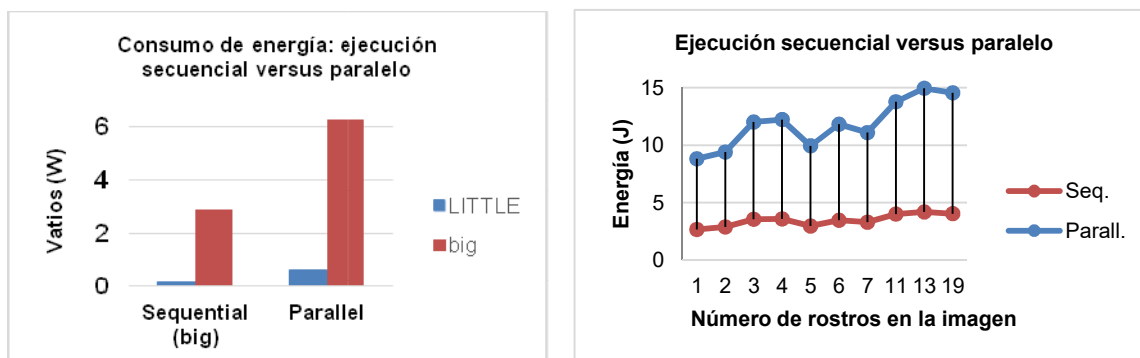 Consumo de energía: ejecución
secuencial versus paralelo
6
4
2
0
Vatios (W)
Sequential
(big)
Parallel
LITTLE
big
Ejecución secuencial versus paralelo
15
10
5
0
Energía (J)
1 2 3 4 5 6 7 11 13 19
Número de rostros en la imagen
Seq.
Parall.